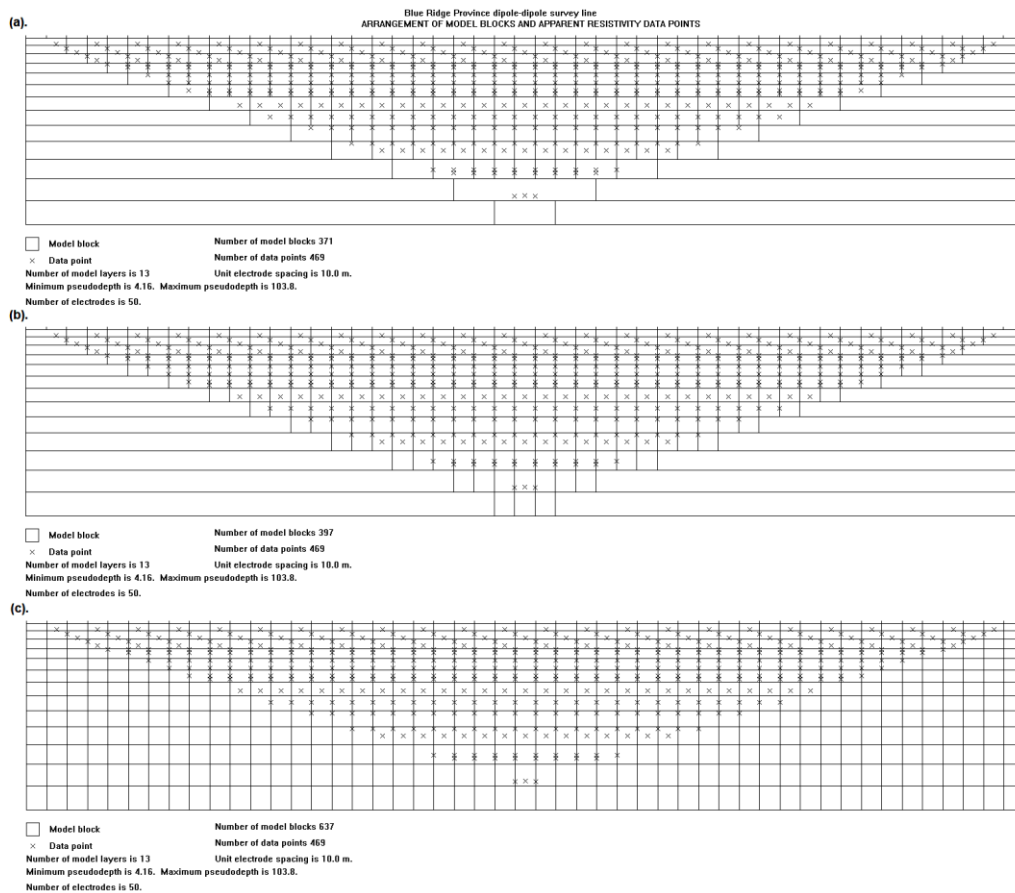 Blue Ridge Province dipole-dipole survey line
(a).
ARRANGEMENT OF MODEL BLOCKS AND APPARENT RESISTIVITY DATA POINTS
Model block Number of model blocks 371
× Data point Number of data points 469
Number of model layers is 13 Unit electrode spacing is 10.0 m.
Minimum pseudodepth is 4.16. Maximum pseudodepth is 103.8.
Number of electrodes is 50.
(b).
Model block Number of model blocks 397
× Data point Number of data points 469
Number of model layers is 13 Unit electrode spacing is 10.0 m.
Minimum pseudodepth is 4.16. Maximum pseudodepth is 103.8.
Number of electrodes is 50.
(c).
Model block Number of model blocks 637
× Data point Number of data points 469
Number of model layers is 13 Unit electrode spacing is 10.0 m.
Minimum pseudodepth is 4.16. Maximum pseudodepth is 103.8.
Number of electrodes is 50.